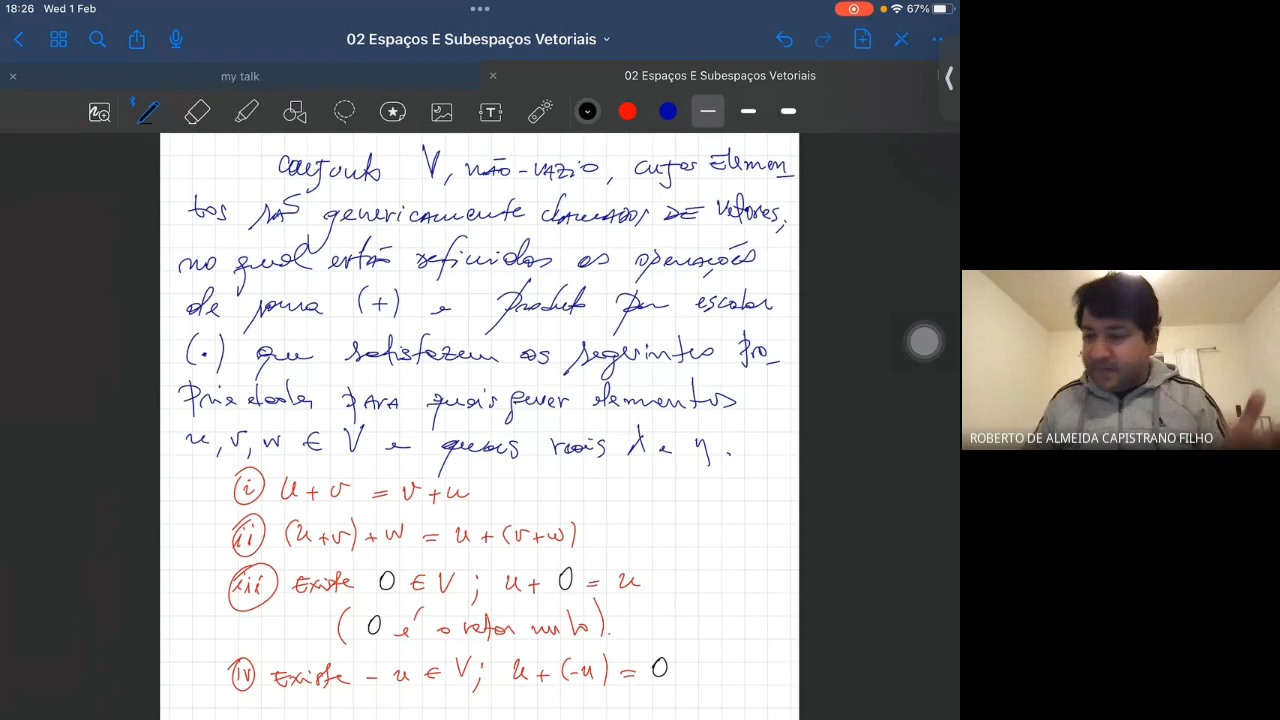 18:26 Wed 1 Feb
67%
02 Espaços E Subespaços Vetoriais
my talk
02 Espaços E Subespaços Vetoriais
conjunto V, não-vazio, cujos elemen_
tos são genericamente chamados de vetores,
no qual estão definidas as operações
de soma (+) e produto por escalar
(·) que satisfazem as seguintes pro_
priedades para quaisquer elementos
u, v, w ∈ V e quais reais λ e η.
(i) u + v = v + u
(ii) (u + v) + w = u + (v + w)
(iii) Existe 0 ∈ V ; u + 0 = u
(0 é o vetor nulo).
(iv) Existe -u ∈ V; u + (-u) = 0
ROBERTO DE ALMEIDA CAPISTRANO FILHO